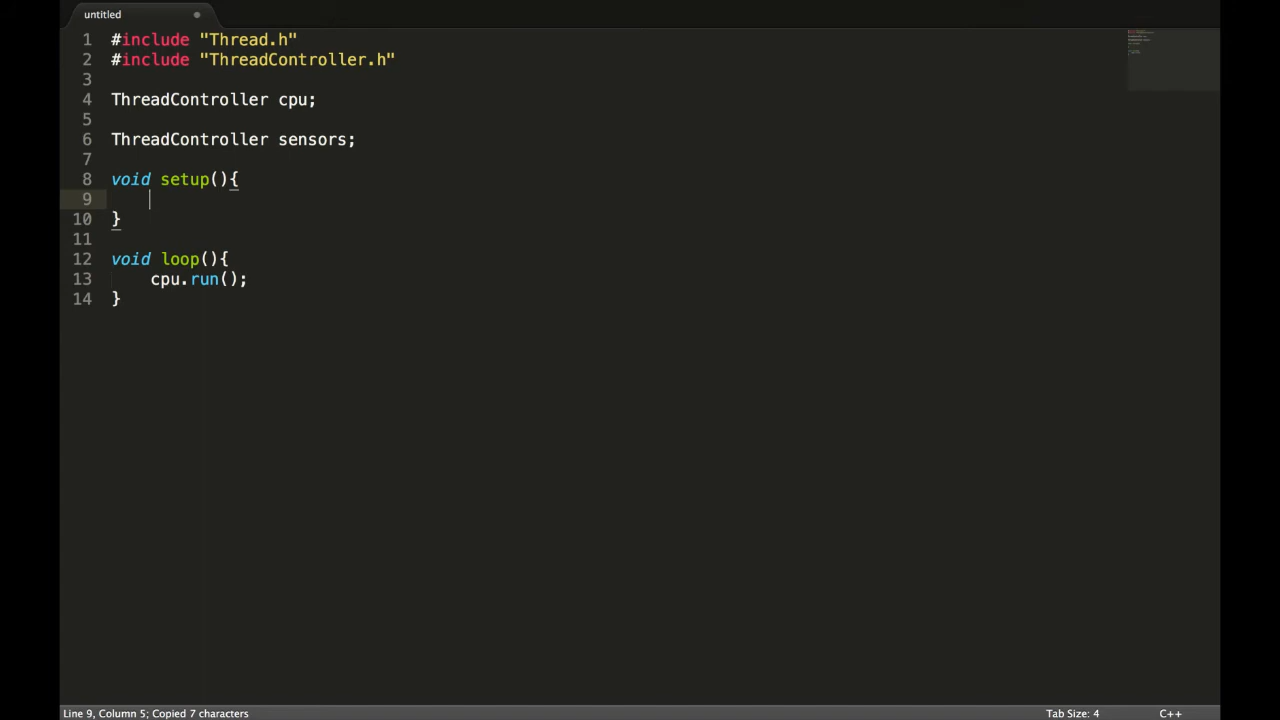 untitled
1 #include "Thread.h"
2 #include "ThreadController.h"
3
4 ThreadController cpu;
5
6 ThreadController sensors;
7
8 void setup(){
9
10 }
11
12 void loop(){
13     cpu.run();
14 }
Line 9, Column 5; Copied 7 characters
Tab Size: 4
C++